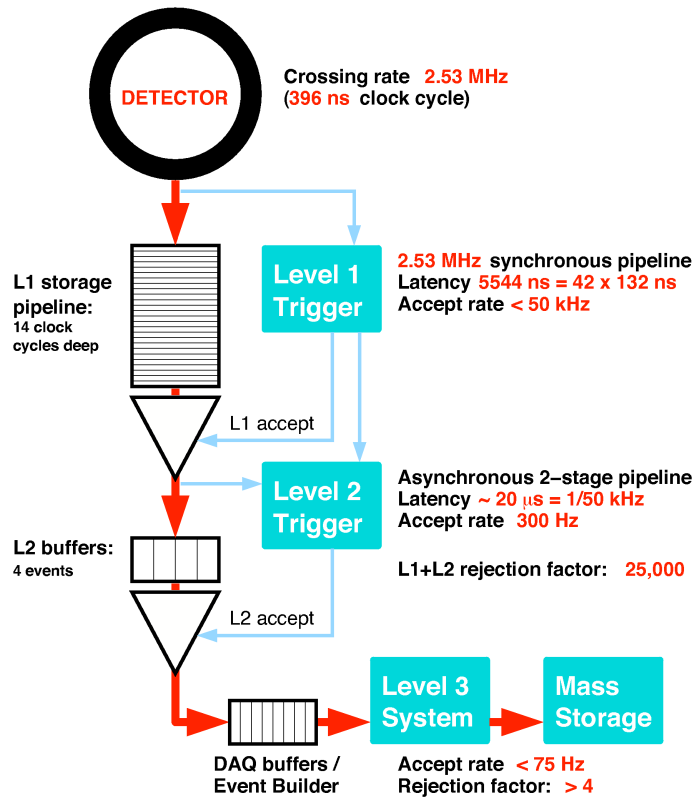 DETECTOR
Crossing rate 2.53 MHz
(396 ns clock cycle)
L1 storage
pipeline:
14 clock
cycles deep
Level 1
Trigger
2.53 MHz synchronous pipeline
Latency 5544 ns = 42 x 132 ns
Accept rate < 50 kHz
L1 accept
Level 2
Trigger
Asynchronous 2−stage pipeline
Latency ~ 20 µs = 1/50 kHz
Accept rate 300 Hz
L2 buffers:
4 events
L1+L2 rejection factor: 25,000
L2 accept
Level 3
System
Mass
Storage
DAQ buffers /
Event Builder
Accept rate < 75 Hz
Rejection factor: > 4